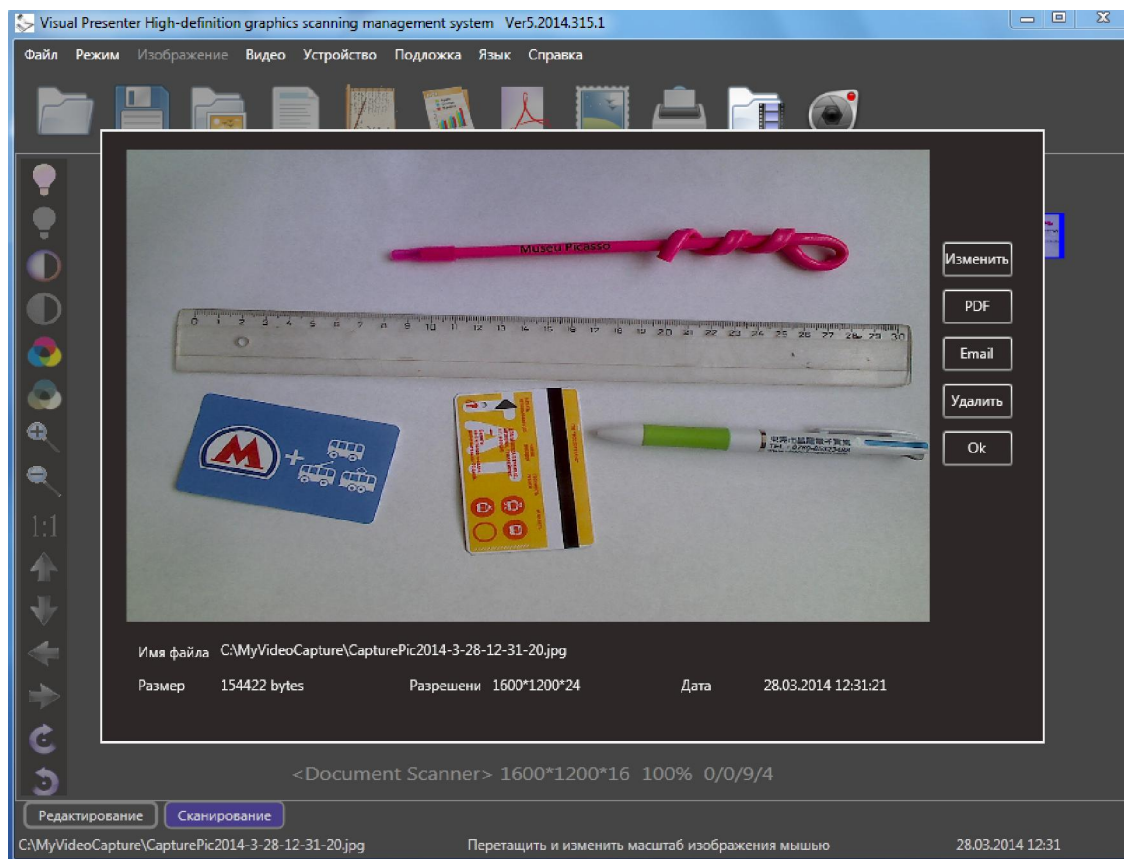 Visual Presenter High-definition graphics scanning management system Ver5.2014.315.1
Файл Режим Изображение Видео Устройство Подложка Язык Справка
Museu Picasso
0 1 2 3 4 5 6 7 8 9 10 11 12 13 14 15 16 17 18 19 20 21 22 23 24 25 26 27 28 29 30
М
+
Изменить
PDF
Email
Удалить
Ok
Имя файла C:\MyVideoCapture\CapturePic2014-3-28-12-31-20.jpg
Размер 154422 bytes Разрешени 1600*1200*24 Дата 28.03.2014 12:31:21
1:1
<Document Scanner> 1600*1200*16 100% 0/0/9/4
Редактирование Сканирование
C:\MyVideoCapture\CapturePic2014-3-28-12-31-20.jpg Перетащить и изменить масштаб изображения мышью 28.03.2014 12:31